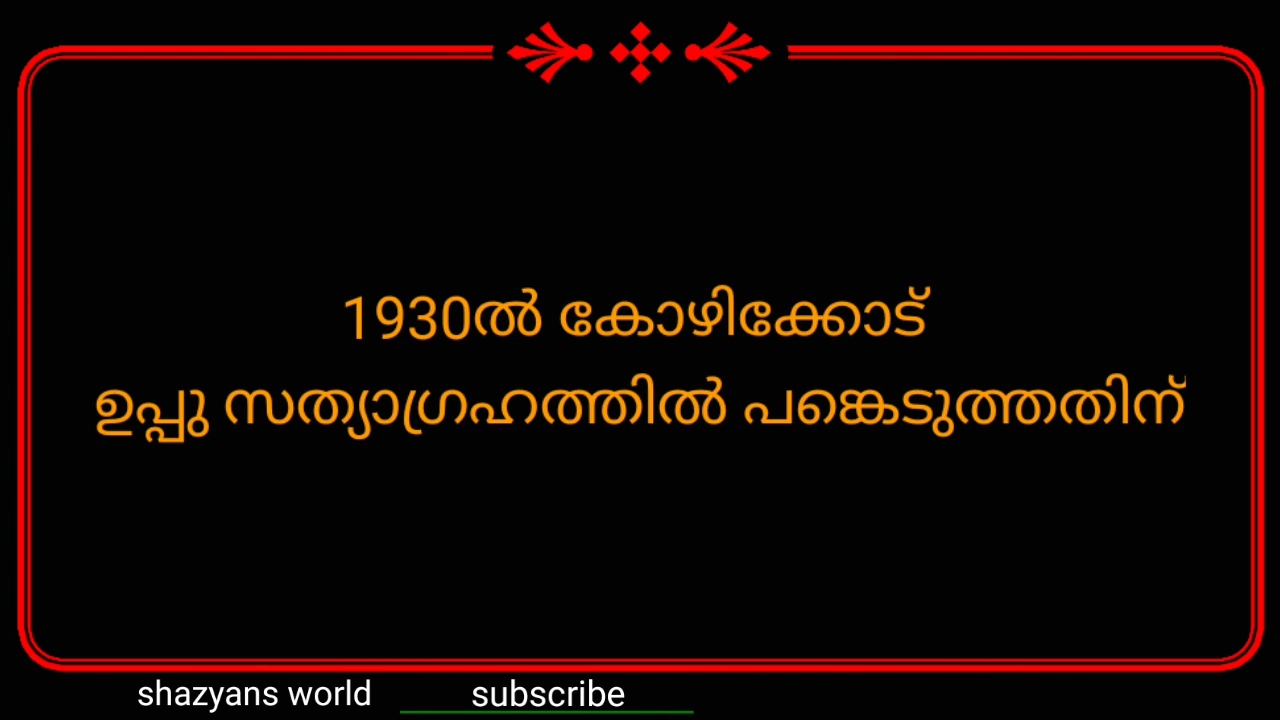 1930ൽ കോഴിക്കോട്
ഉപ്പു സത്യാഗ്രഹത്തിൽ പങ്കെടുത്തതിന്
shazyans world subscribe